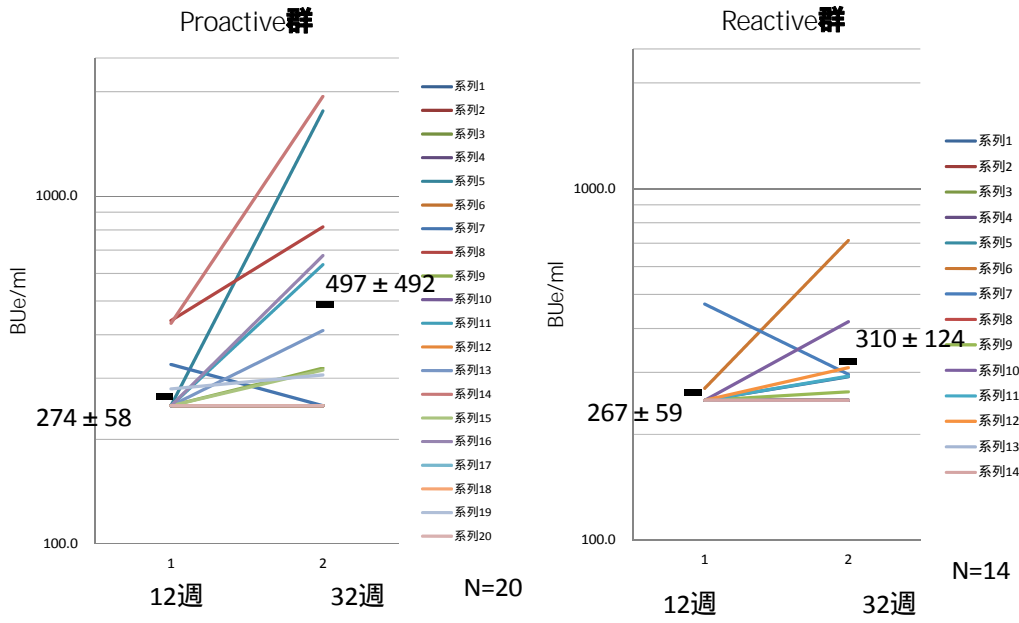 Proactive群
BUe/ml
1000.0
100.0
274 ± 58
497 ± 492
1
2
12週
32週
N=20
系列1
系列2
系列3
系列4
系列5
系列6
系列7
系列8
系列9
系列10
系列11
系列12
系列13
系列14
系列15
系列16
系列17
系列18
系列19
系列20
Reactive群
BUe/ml
1000.0
100.0
267 ± 59
310 ± 124
1
2
12週
32週
N=14
系列1
系列2
系列3
系列4
系列5
系列6
系列7
系列8
系列9
系列10
系列11
系列12
系列13
系列14